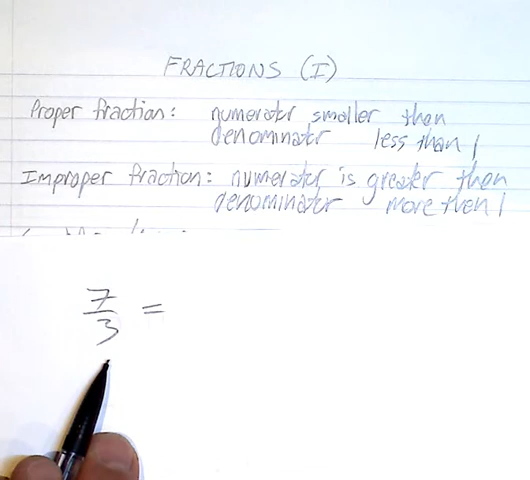 FRACTIONS (I)
Proper fraction: numerator smaller than
denominator less than 1
Improper fraction: numerator is greater then
denominator more then 1
7/3 =